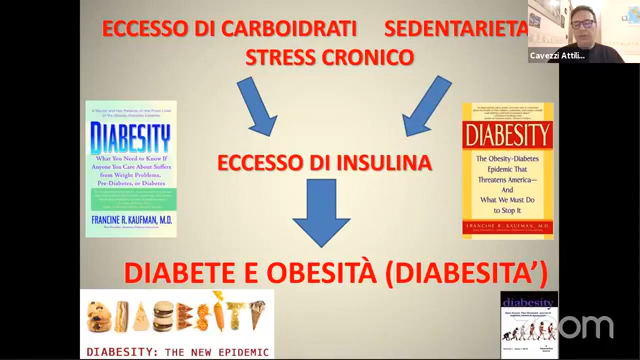 ECCESSO DI CARBOIDRATI SEDENTARIETA
STRESS CRONICO
Cavezzi Attili...
DIABESITY
What You Need to Know If
Anyone You Care About Suffers
from Weight Problems,
Pre-Diabetes, or Diabetes
FRANCINE R. KAUFMAN, M.D.
ECCESSO DI INSULINA
DIABESITY
The Obesity-Diabetes
Epidemic That
Threatens America—
And
What We Must Do
to Stop It
FRANCINE R. KAUFMAN, M.D.
DIABETE E OBESITÀ (DIABESITA')
DIABESITY
DIABESITY: THE NEW EPIDEMIC
diabesity
zoom